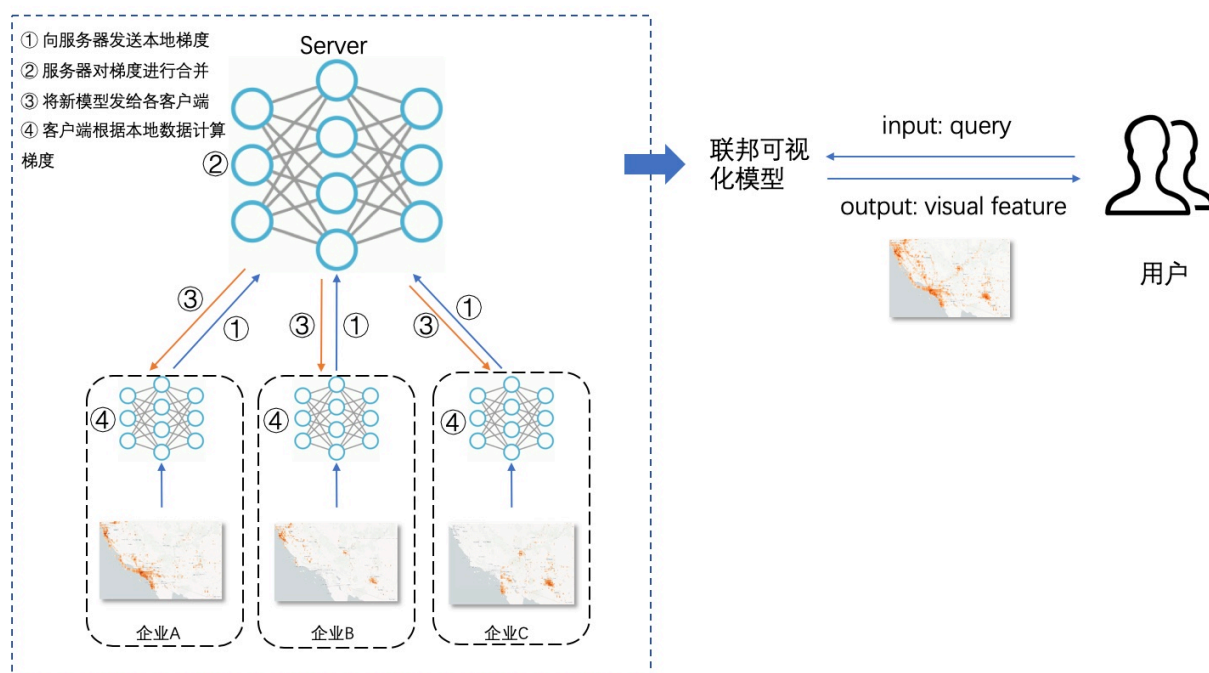 ① 向服务器发送本地梯度
② 服务器对梯度进行合并
③ 将新模型发给各客户端
④ 客户端根据本地数据计算
梯度
Server
②
③
①
③
①
③
①
④
④
④
企业A
企业B
企业C
联邦可视
化模型
input: query
output: visual feature
用户